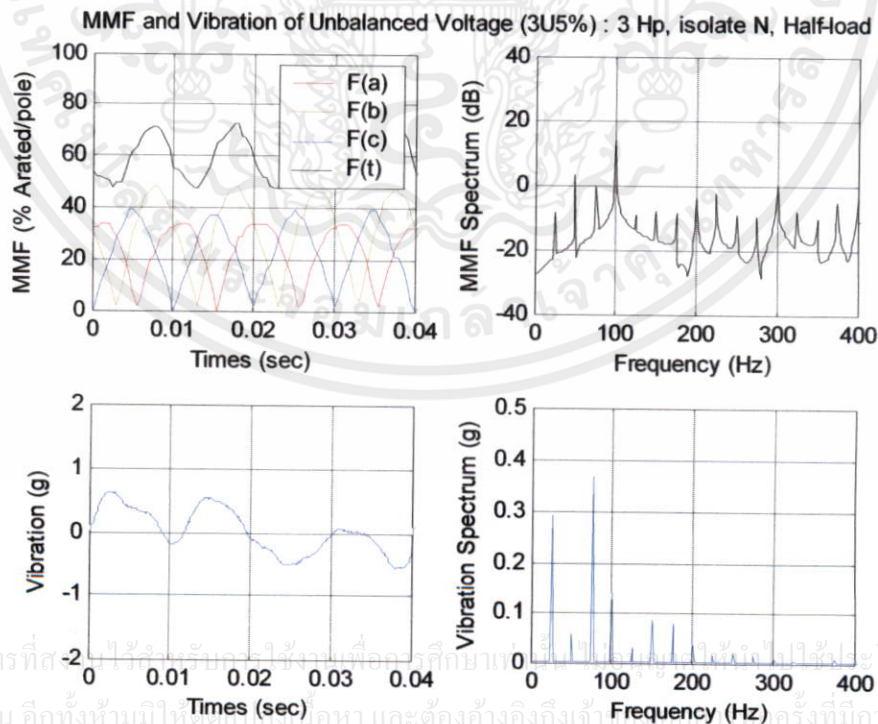 MMF and Vibration of Unbalanced Voltage (3U5%) : 3 Hp, isolate N, Half-load
MMF (% Arated/pole)
100
80
60
40
20
0
0 0.01 0.02 0.03 0.04
Times (sec)
F(a)
F(b)
F(c)
F(t)
MMF Spectrum (dB)
40
20
0
-20
-40
0 100 200 300 400
Frequency (Hz)
Vibration (g)
2
1
0
-1
-2
0 0.01 0.02 0.03 0.04
Times (sec)
Vibration Spectrum (g)
0.5
0.4
0.3
0.2
0.1
0
0 100 200 300 400
Frequency (Hz)